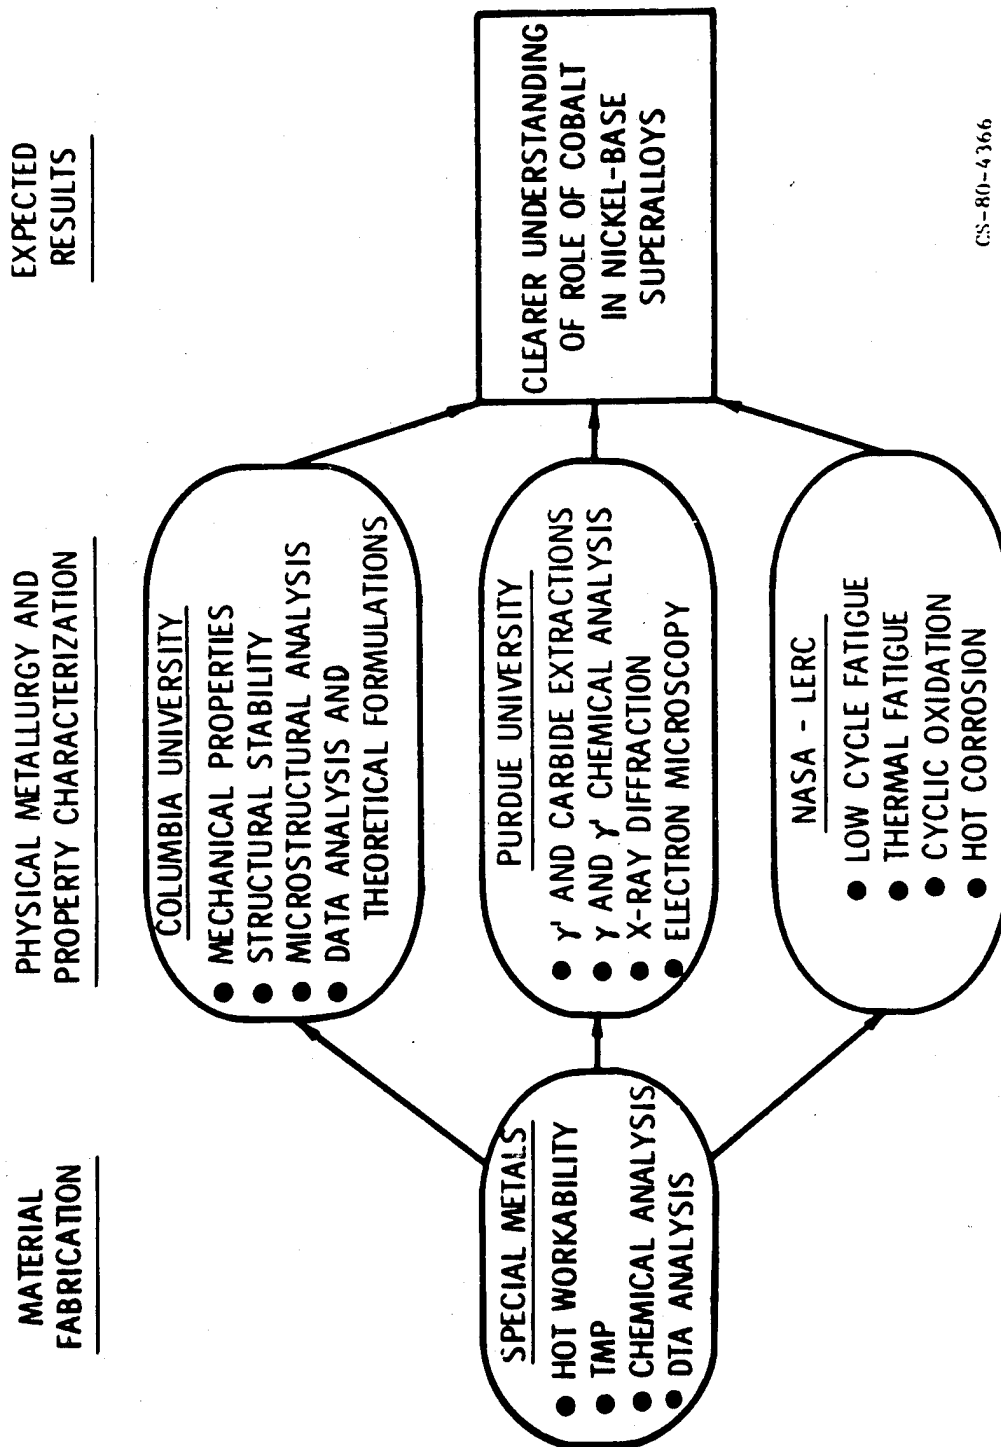 MATERIAL
FABRICATION
PHYSICAL METALLURGY AND
PROPERTY CHARACTERIZATION
EXPECTED
RESULTS
SPECIAL METALS
● HOT WORKABILITY
● TMP
● CHEMICAL ANALYSIS
● DTA ANALYSIS
COLUMBIA UNIVERSITY
● MECHANICAL PROPERTIES
● STRUCTURAL STABILITY
● MICROSTRUCTURAL ANALYSIS
● DATA ANALYSIS AND
THEORETICAL FORMULATIONS
PURDUE UNIVERSITY
● γ' AND CARBIDE EXTRACTIONS
● γ AND γ' CHEMICAL ANALYSIS
● X-RAY DIFFRACTION
● ELECTRON MICROSCOPY
NASA - LERC
● LOW CYCLE FATIGUE
● THERMAL FATIGUE
● CYCLIC OXIDATION
● HOT CORROSION
CLEARER UNDERSTANDING
OF ROLE OF COBALT
IN NICKEL-BASE
SUPERALLOYS
CS-80-4366